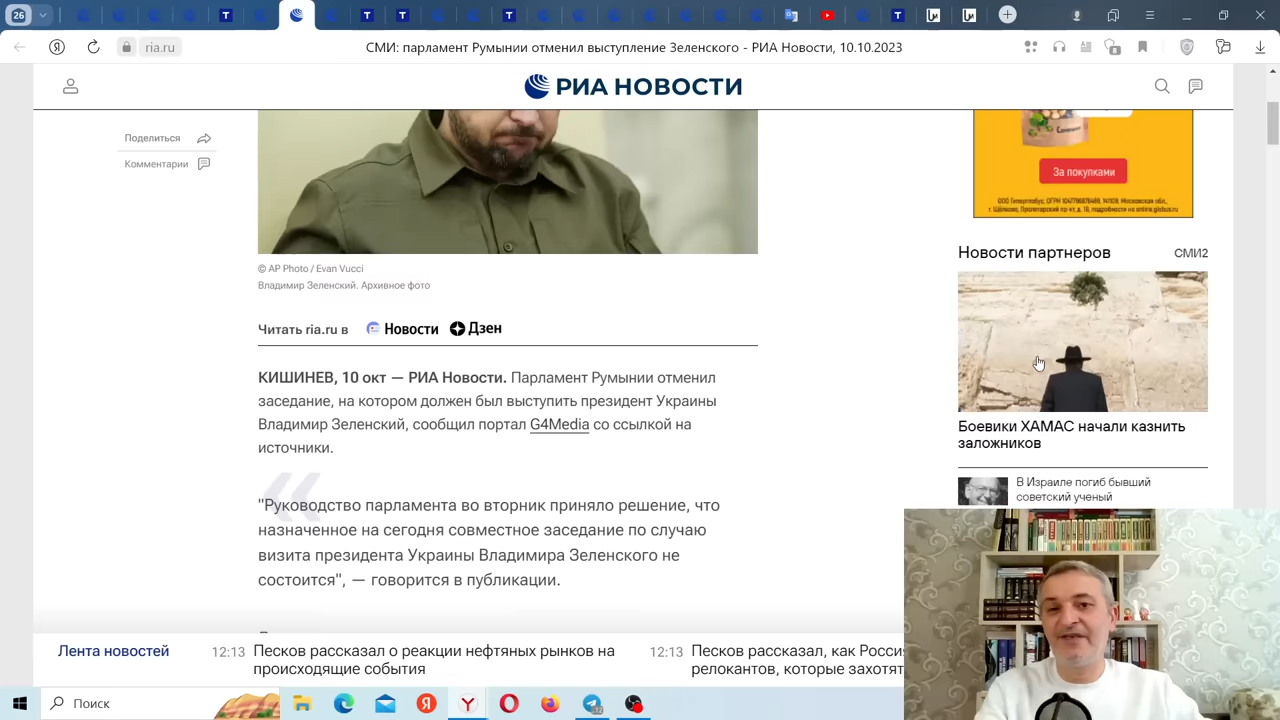 26
ria.ru
СМИ: парламент Румынии отменил выступление Зеленского - РИА Новости, 10.10.2023
РИА НОВОСТИ
Поделиться
Комментарии
За покупками
© AP Photo / Evan Vucci
Владимир Зеленский. Архивное фото
Читать ria.ru в
Новости
Дзен
КИШИНЕВ, 10 окт — РИА Новости. Парламент Румынии отменил
заседание, на котором должен был выступить президент Украины
Владимир Зеленский, сообщил портал G4Media со ссылкой на
источники.
"Руководство парламента во вторник приняло решение, что
назначенное на сегодня совместное заседание по случаю
визита президента Украины Владимира Зеленского не
состоится", — говорится в публикации.
Новости партнеров
СМИ2
Боевики ХАМАС начали казнить
заложников
В Израиле погиб бывший
советский ученый
Лента новостей
12:13
Песков рассказал о реакции нефтяных рынков на
происходящие события
12:13
Песков рассказал, как Россия
релокантов, которые захотят
Поиск